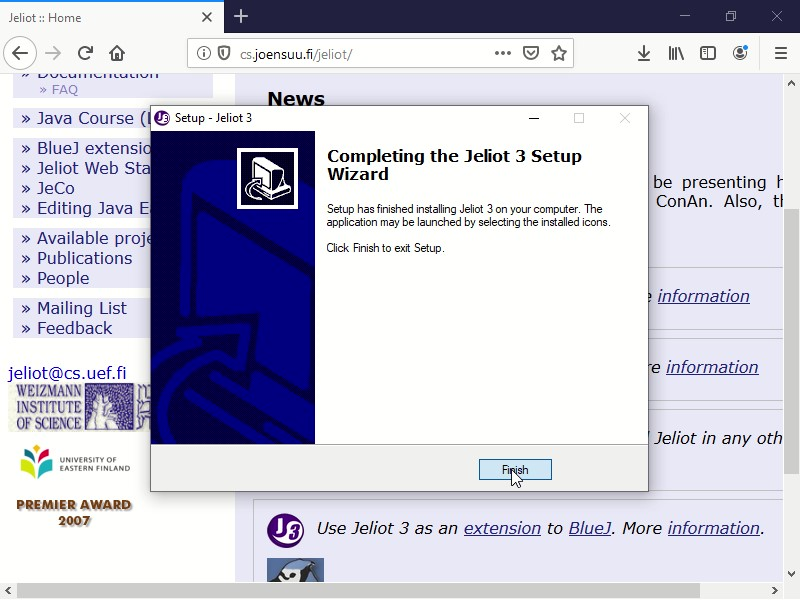 Jeliot :: Home
cs.joensuu.fi/jeliot/
» Documentation
» FAQ
» Java Course (
» BlueJ extensio
» Jeliot Web Sta
» JeCo
» Editing Java E
» Available proje
» Publications
» People
» Mailing List
» Feedback
jeliot@cs.uef.fi
WEIZMANN
INSTITUTE
OF SCIENCE
UNIVERSITY OF
EASTERN FINLAND
PREMIER AWARD
2007
News
be presenting
ConAn. Also,
information
information
Jeliot in any
J3
Use Jeliot 3 as an extension to BlueJ. More information.
J3
Setup - Jeliot 3
Completing the Jeliot 3 Setup
Wizard
Setup has finished installing Jeliot 3 on your computer. The
application may be launched by selecting the installed icons.
Click Finish to exit Setup.
Finish